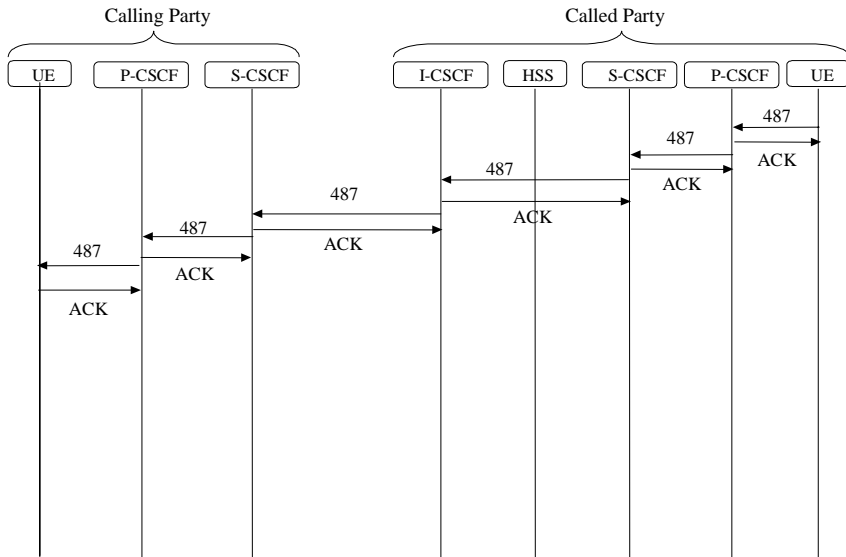 Calling Party
Called Party
UE
P-CSCF
S-CSCF
I-CSCF
HSS
S-CSCF
P-CSCF
UE
487
ACK
487
ACK
487
ACK
487
ACK
487
ACK
487
ACK